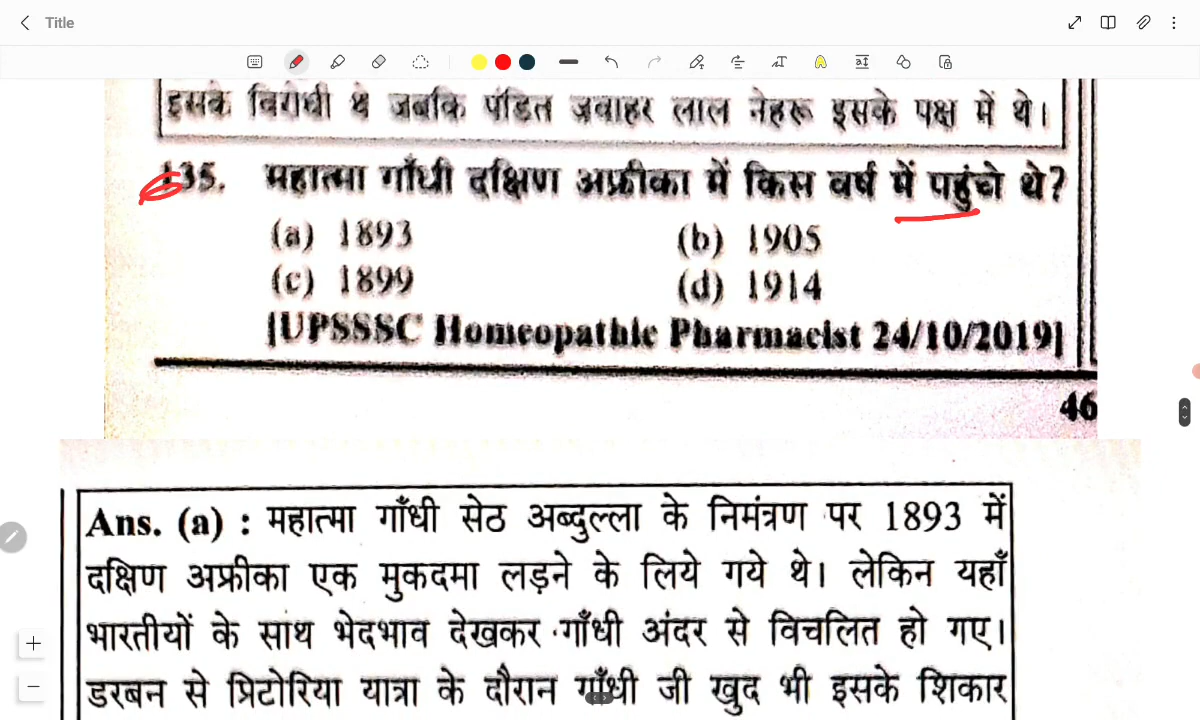 Title
इसके विरोधी थे जबकि पंडित जवाहर लाल नेहरू इसके पक्ष में थे।
135. महात्मा गाँधी दक्षिण अफ्रीका में किस वर्ष में पहुंचे थे?
(a) 1893 (b) 1905
(c) 1899 (d) 1914
[UPSSSC Homeopathic Pharmacist 24/10/2019]
46
Ans. (a) : महात्मा गाँधी सेठ अब्दुल्ला के निमंत्रण पर 1893 में
दक्षिण अफ्रीका एक मुकदमा लड़ने के लिये गये थे। लेकिन यहाँ
भारतीयों के साथ भेदभाव देखकर गाँधी अंदर से विचलित हो गए।
डरबन से प्रिटोरिया यात्रा के दौरान गाँधी जी खुद भी इसके शिकार